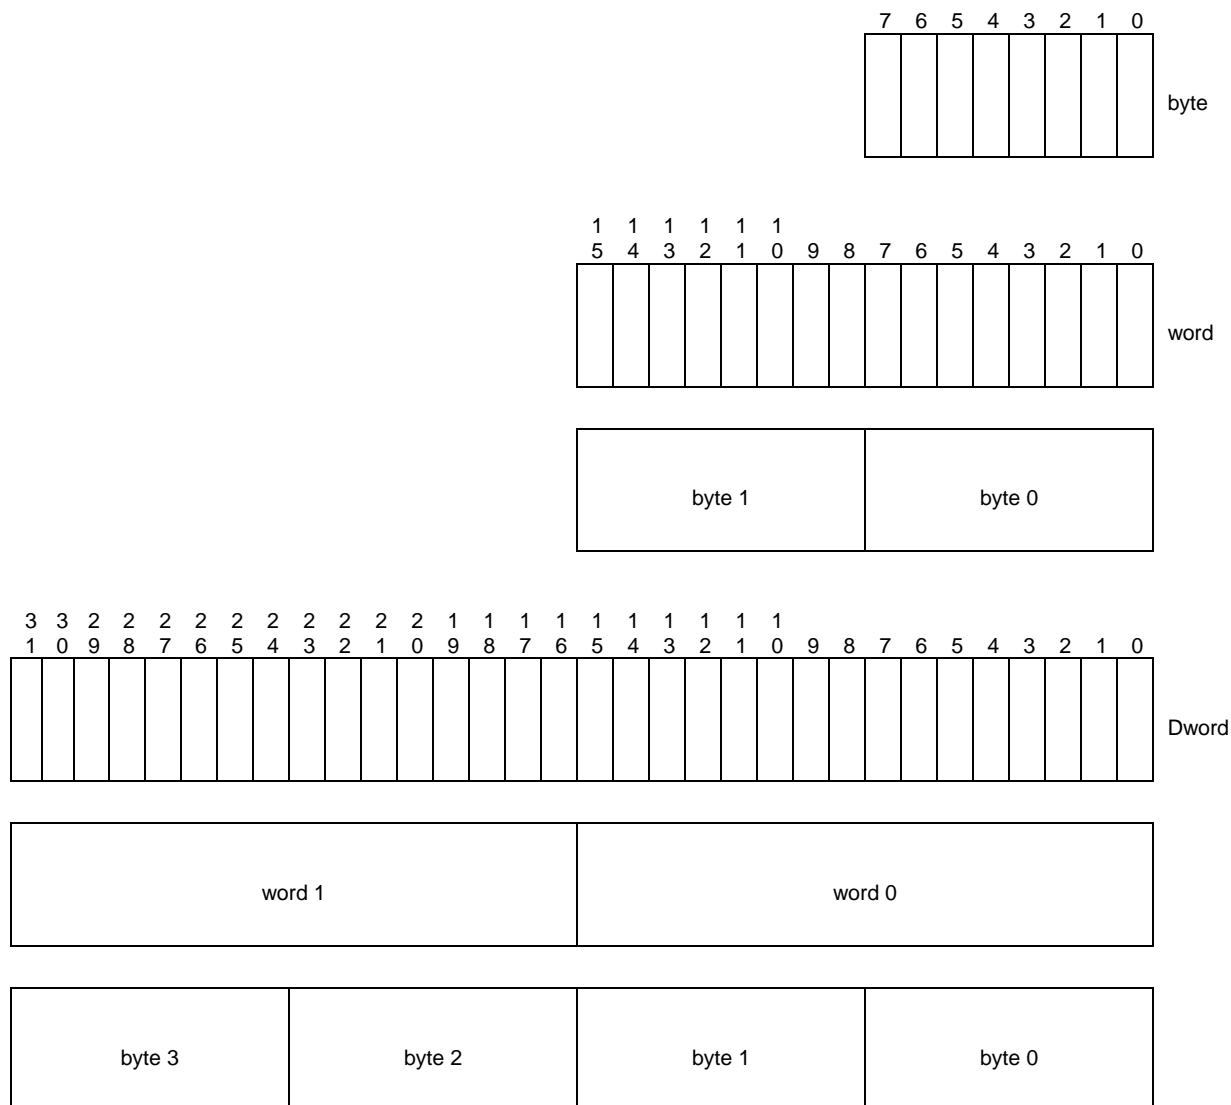 7 6 5 4 3 2 1 0
byte
1 1 1 1 1 1
5 4 3 2 1 0 9 8 7 6 5 4 3 2 1 0
word
byte 1 byte 0
3 3 2 2 2 2 2 2 2 2 2 2 1 1 1 1 1 1 1 1 1 1
1 0 9 8 7 6 5 4 3 2 1 0 9 8 7 6 5 4 3 2 1 0 9 8 7 6 5 4 3 2 1 0
Dword
word 1 word 0
byte 3 byte 2 byte 1 byte 0